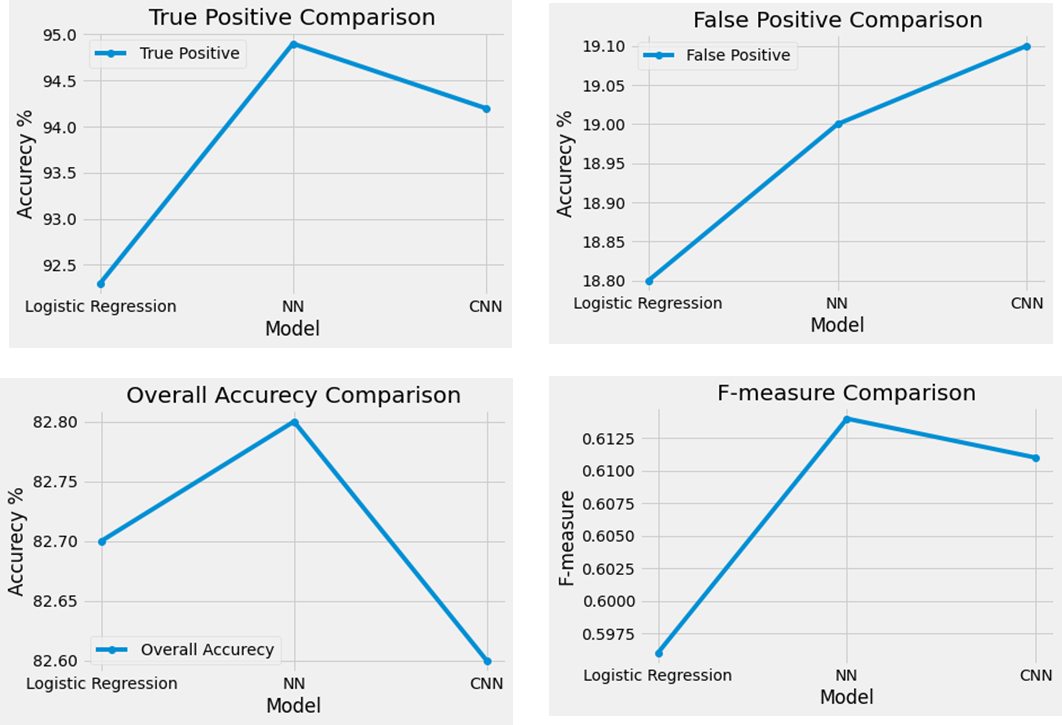 True Positive Comparison
True Positive
95.0
94.5
94.0
93.5
93.0
92.5
Accurecy %
Logistic Regression NN CNN
Model
False Positive Comparison
False Positive
19.10
19.05
19.00
18.95
18.90
18.85
18.80
Accurecy %
Logistic Regression NN CNN
Model
Overall Accurecy Comparison
82.80
82.75
82.70
82.65
82.60
Accurecy %
Overall Accurecy
Logistic Regression NN CNN
Model
F-measure Comparison
0.6125
0.6100
0.6075
0.6050
0.6025
0.6000
0.5975
F-measure
Logistic Regression NN CNN
Model